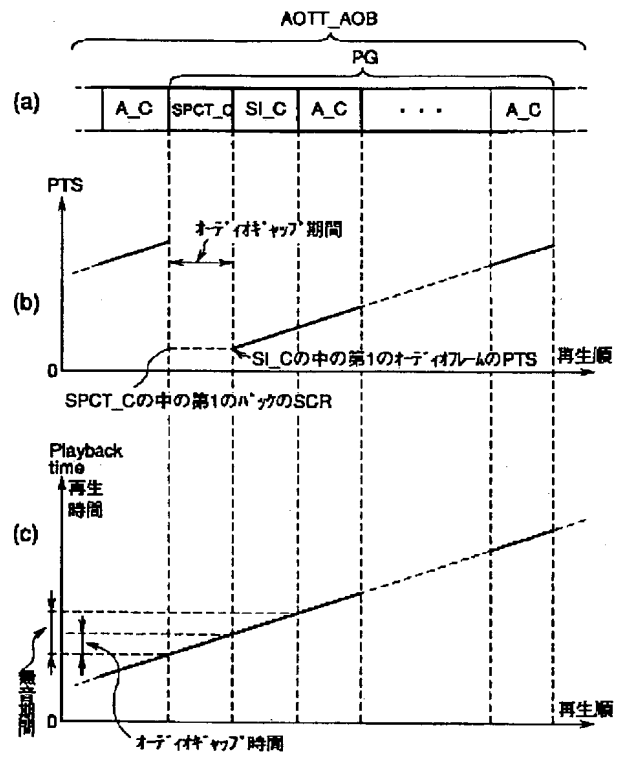 AOTT_AOB
PG
(a)
A_C SPCT_C SI_C A_C ・・・ A_C
PTS
オーディオギャップ期間
(b)
SI_Cの中の第1のオーディオフレームのPTS
再生順
0
SPCT_Cの中の第1のパックのSCR
Playback
time
再生
時間
(c)
無音期間
0
再生順
オーディオギャップ時間